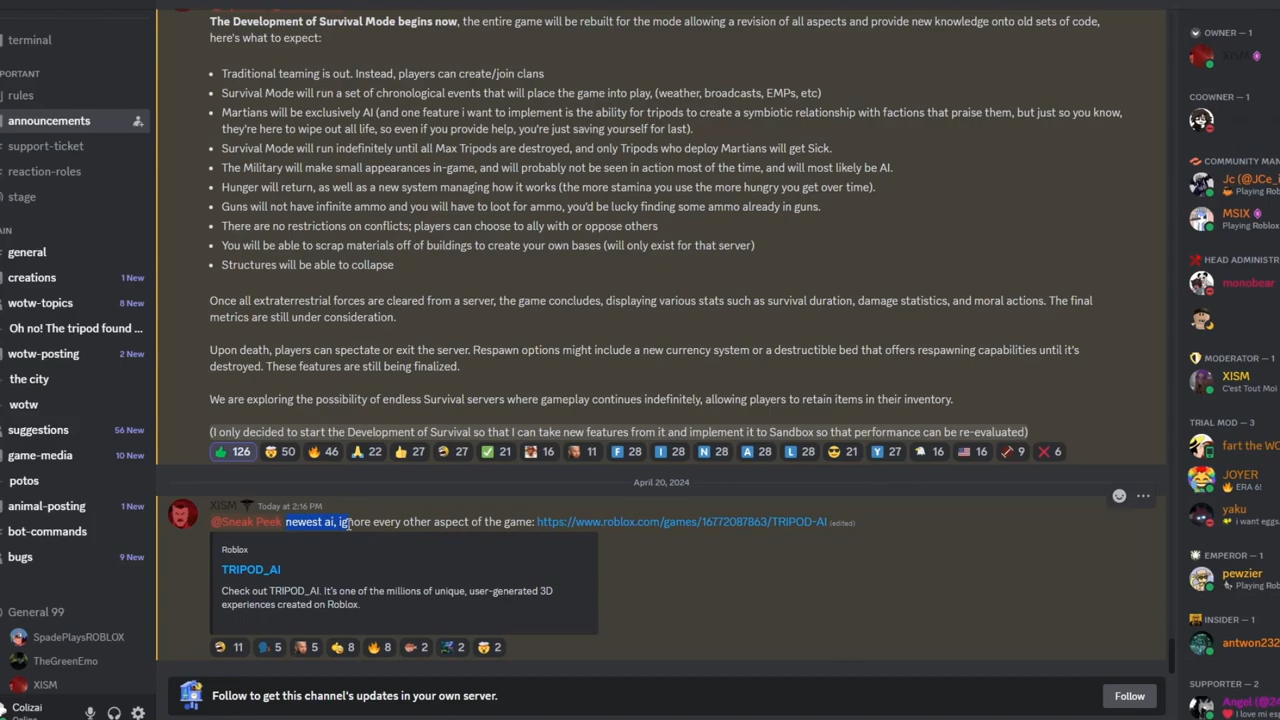 terminal
PORTANT
rules
announcements
support-ticket
reaction-roles
stage
AIN
general
creations 1 New
wotw-topics 8 New
Oh no! The tripod found ...
wotw-posting 2 New
the city
wotw
suggestions 56 New
game-media 10 New
potos
animal-posting 1 New
bot-commands
bugs 9 New
General 99
SpadePlaysROBLOX
TheGreenEmo
XISM
Colizai
Online
The Development of Survival Mode begins now, the entire game will be rebuilt for the mode allowing a revision of all aspects and provide new knowledge onto old sets of code,
here's what to expect:
• Traditional teaming is out. Instead, players can create/join clans
• Survival Mode will run a set of chronological events that will place the game into play, (weather, broadcasts, EMPs, etc)
• Martians will be exclusively AI (and one feature i want to implement is the ability for tripods to create a symbiotic relationship with factions that praise them, but just so you know,
they're here to wipe out all life, so even if you provide help, you're just saving yourself for last).
• Survival Mode will run indefinitely until all Max Tripods are destroyed, and only Tripods who deploy Martians will get Sick.
• The Military will make small appearances in-game, and will probably not be seen in action most of the time, and will most likely be AI.
• Hunger will return, as well as a new system managing how it works (the more stamina you use the more hungry you get over time).
• Guns will not have infinite ammo and you will have to loot for ammo, you'd be lucky finding some ammo already in guns.
• There are no restrictions on conflicts; players can choose to ally with or oppose others
• You will be able to scrap materials off of buildings to create your own bases (will only exist for that server)
• Structures will be able to collapse
Once all extraterrestrial forces are cleared from a server, the game concludes, displaying various stats such as survival duration, damage statistics, and moral actions. The final
metrics are still under consideration.
Upon death, players can spectate or exit the server. Respawn options might include a new currency system or a destructible bed that offers respawning capabilities until it's
destroyed. These features are still being finalized.
We are exploring the possibility of endless Survival servers where gameplay continues indefinitely, allowing players to retain items in their inventory.
(I only decided to start the Development of Survival so that I can take new features from it and implement it to Sandbox so that performance can be re-evaluated)
126 50 46 22 27 27 21 16 11 F 28 I 28 N 28 A 28 L 28 21 Y 27 16 16 9 6
April 20, 2024
XISM Today at 2:16 PM
@Sneak Peek newest ai, ignore every other aspect of the game: https://www.roblox.com/games/16772087863/TRIPOD-AI (edited)
Roblox
TRIPOD_AI
Check out TRIPOD_AI. It's one of the millions of unique, user-generated 3D
experiences created on Roblox.
11 5 5 8 8 2 2 2
Follow to get this channel's updates in your own server.
Follow
OWNER — 1
XISM
COOWNER — 1
COMMUNITY MAN
Jc (@JCe_i
Playing Rob
MSIX
Playing Roblox
HEAD ADMINISTR
monobear
MODERATOR — 1
XISM
C'est Tout Moi
TRIAL MOD — 3
fart the WO
JOYER
ERA 6!
yaku
i want eggs.
EMPEROR — 1
pewzier
Playing Rob
INSIDER — 1
antwon232
SUPPORTER — 2
Angel (@2
I love mi es